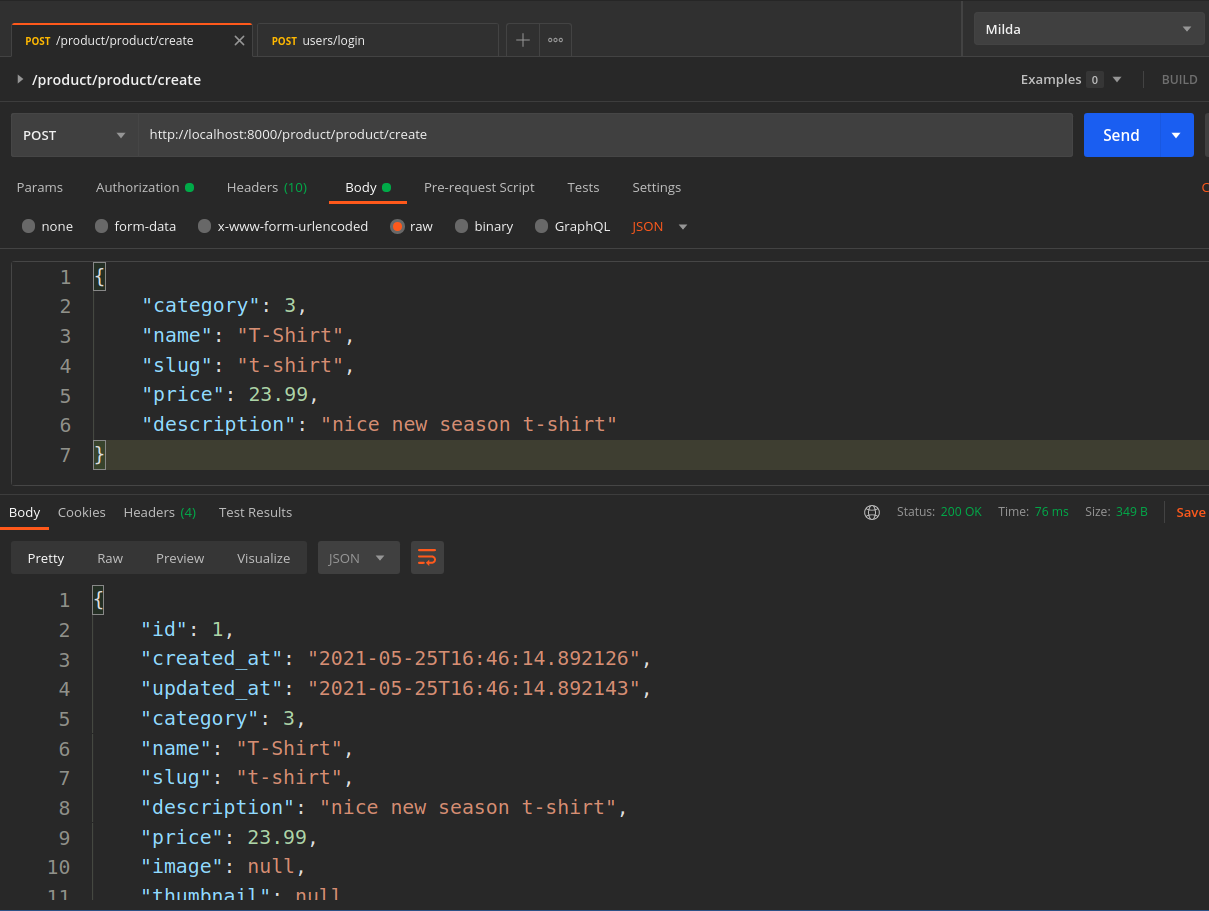 POST /product/product/create
POST users/login
Milda
/product/product/create
Examples 0
BUILD
POST http://localhost:8000/product/product/create
Send
Params Authorization Headers (10) Body Pre-request Script Tests Settings
none form-data x-www-form-urlencoded raw binary GraphQL JSON
1 {
2 "category": 3,
3 "name": "T-Shirt",
4 "slug": "t-shirt",
5 "price": 23.99,
6 "description": "nice new season t-shirt"
7 }
Body Cookies Headers (4) Test Results Status: 200 OK Time: 76 ms Size: 349 B Save
Pretty Raw Preview Visualize JSON
1 {
2 "id": 1,
3 "created_at": "2021-05-25T16:46:14.892126",
4 "updated_at": "2021-05-25T16:46:14.892143",
5 "category": 3,
6 "name": "T-Shirt",
7 "slug": "t-shirt",
8 "description": "nice new season t-shirt",
9 "price": 23.99,
10 "image": null,
11 "thumbnail": null